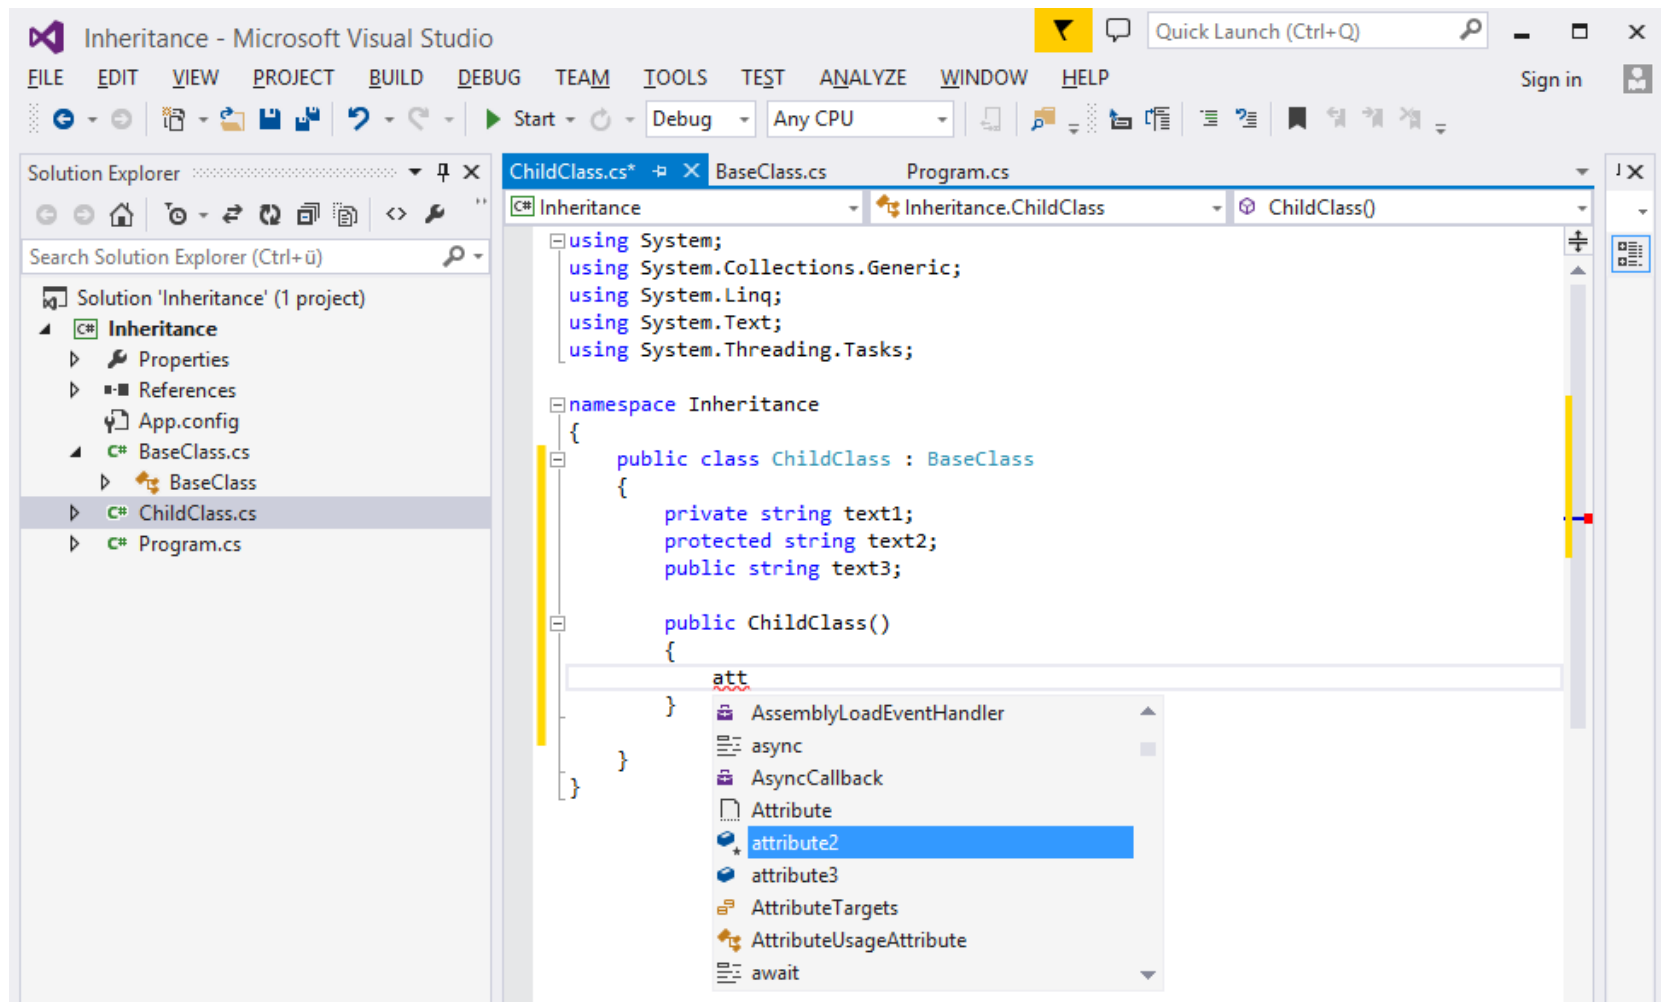 Inheritance - Microsoft Visual Studio
Quick Launch (Ctrl+Q)
FILE EDIT VIEW PROJECT BUILD DEBUG TEAM TOOLS TEST ANALYZE WINDOW HELP
Sign in
Start
Debug
Any CPU
Solution Explorer
Search Solution Explorer (Ctrl+ü)
Solution 'Inheritance' (1 project)
C# Inheritance
Properties
References
App.config
C# BaseClass.cs
BaseClass
C# ChildClass.cs
C# Program.cs
ChildClass.cs* BaseClass.cs Program.cs
C# Inheritance
Inheritance.ChildClass
ChildClass()
using System;
using System.Collections.Generic;
using System.Linq;
using System.Text;
using System.Threading.Tasks;
namespace Inheritance
{
public class ChildClass : BaseClass
{
private string text1;
protected string text2;
public string text3;
public ChildClass()
{
att
}
}
}
AssemblyLoadEventHandler
async
AsyncCallback
Attribute
attribute2
attribute3
AttributeTargets
AttributeUsageAttribute
await